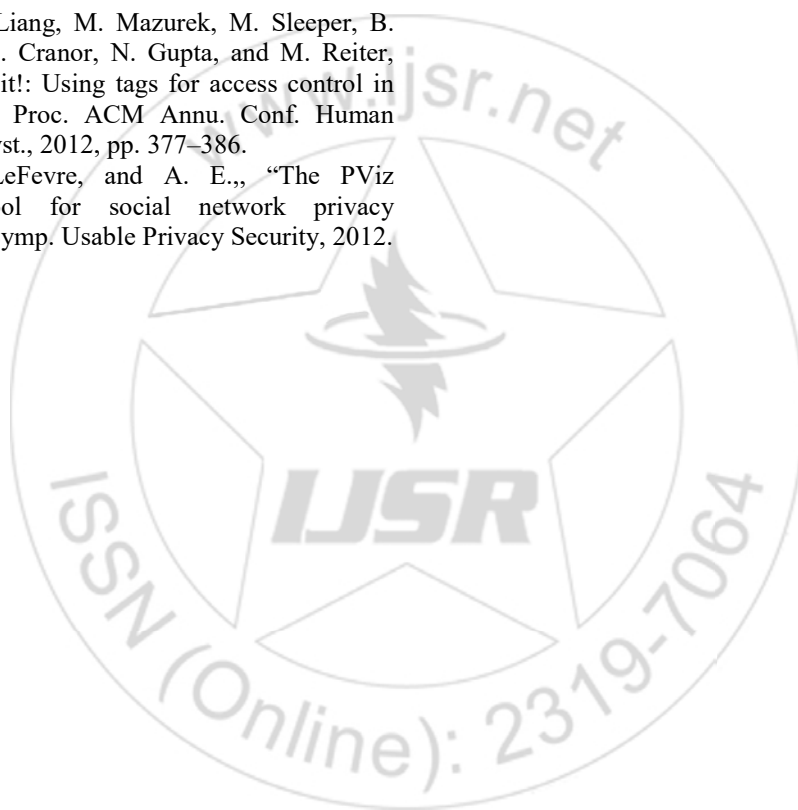 Liang, M. Mazurek, M. Sleeper, B.
. Cranor, N. Gupta, and M. Reiter,
it!: Using tags for access control in
Proc. ACM Annu. Conf. Human
yst., 2012, pp. 377–386.
LeFevre, and A. E.,, “The PViz
ol for social network privacy
ymp. Usable Privacy Security, 2012.
www.ijsr.net
IJSR
ISSN (Online): 2319-7064